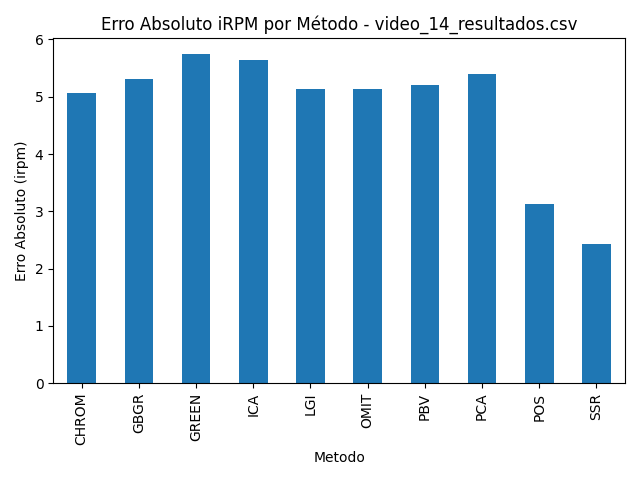 Erro Absoluto iRPM por Método - video_14_resultados.csv
Erro Absoluto (irpm)
6
5
4
3
2
1
0
CHROM
GBGR
GREEN
ICA
LGI
OMIT
PBV
PCA
POS
SSR
Metodo